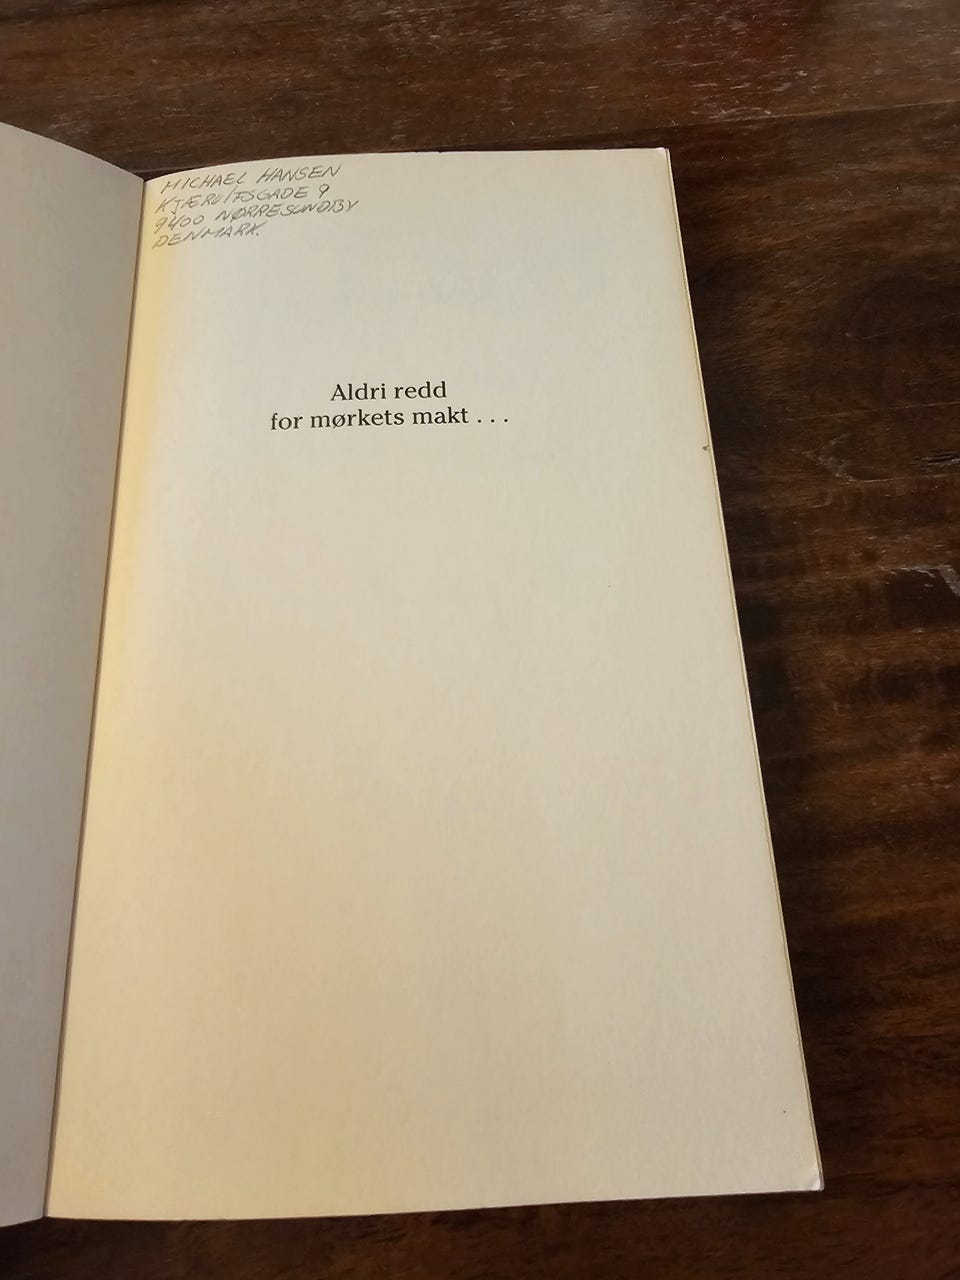 MICHAEL HANSEN
KJÆRULFSGADE 9
9400 NØRRESUNDBY
DENMARK.
Aldri redd
for mørkets makt . . .